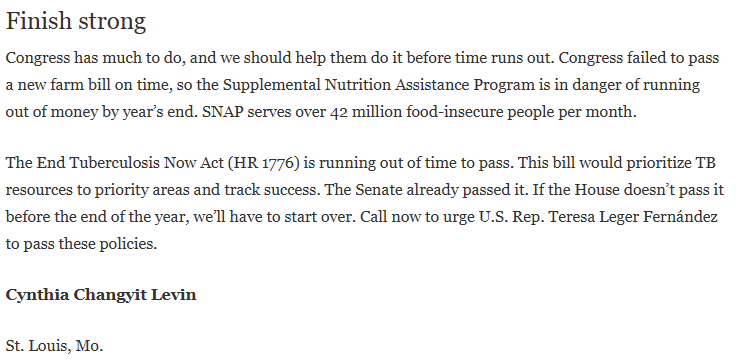 Finish strong
Congress has much to do, and we should help them do it before time runs out. Congress failed to pass
a new farm bill on time, so the Supplemental Nutrition Assistance Program is in danger of running
out of money by year’s end. SNAP serves over 42 million food-insecure people per month.
The End Tuberculosis Now Act (HR 1776) is running out of time to pass. This bill would prioritize TB
resources to priority areas and track success. The Senate already passed it. If the House doesn’t pass it
before the end of the year, we’ll have to start over. Call now to urge U.S. Rep. Teresa Leger Fernández
to pass these policies.
Cynthia Changyit Levin
St. Louis, Mo.